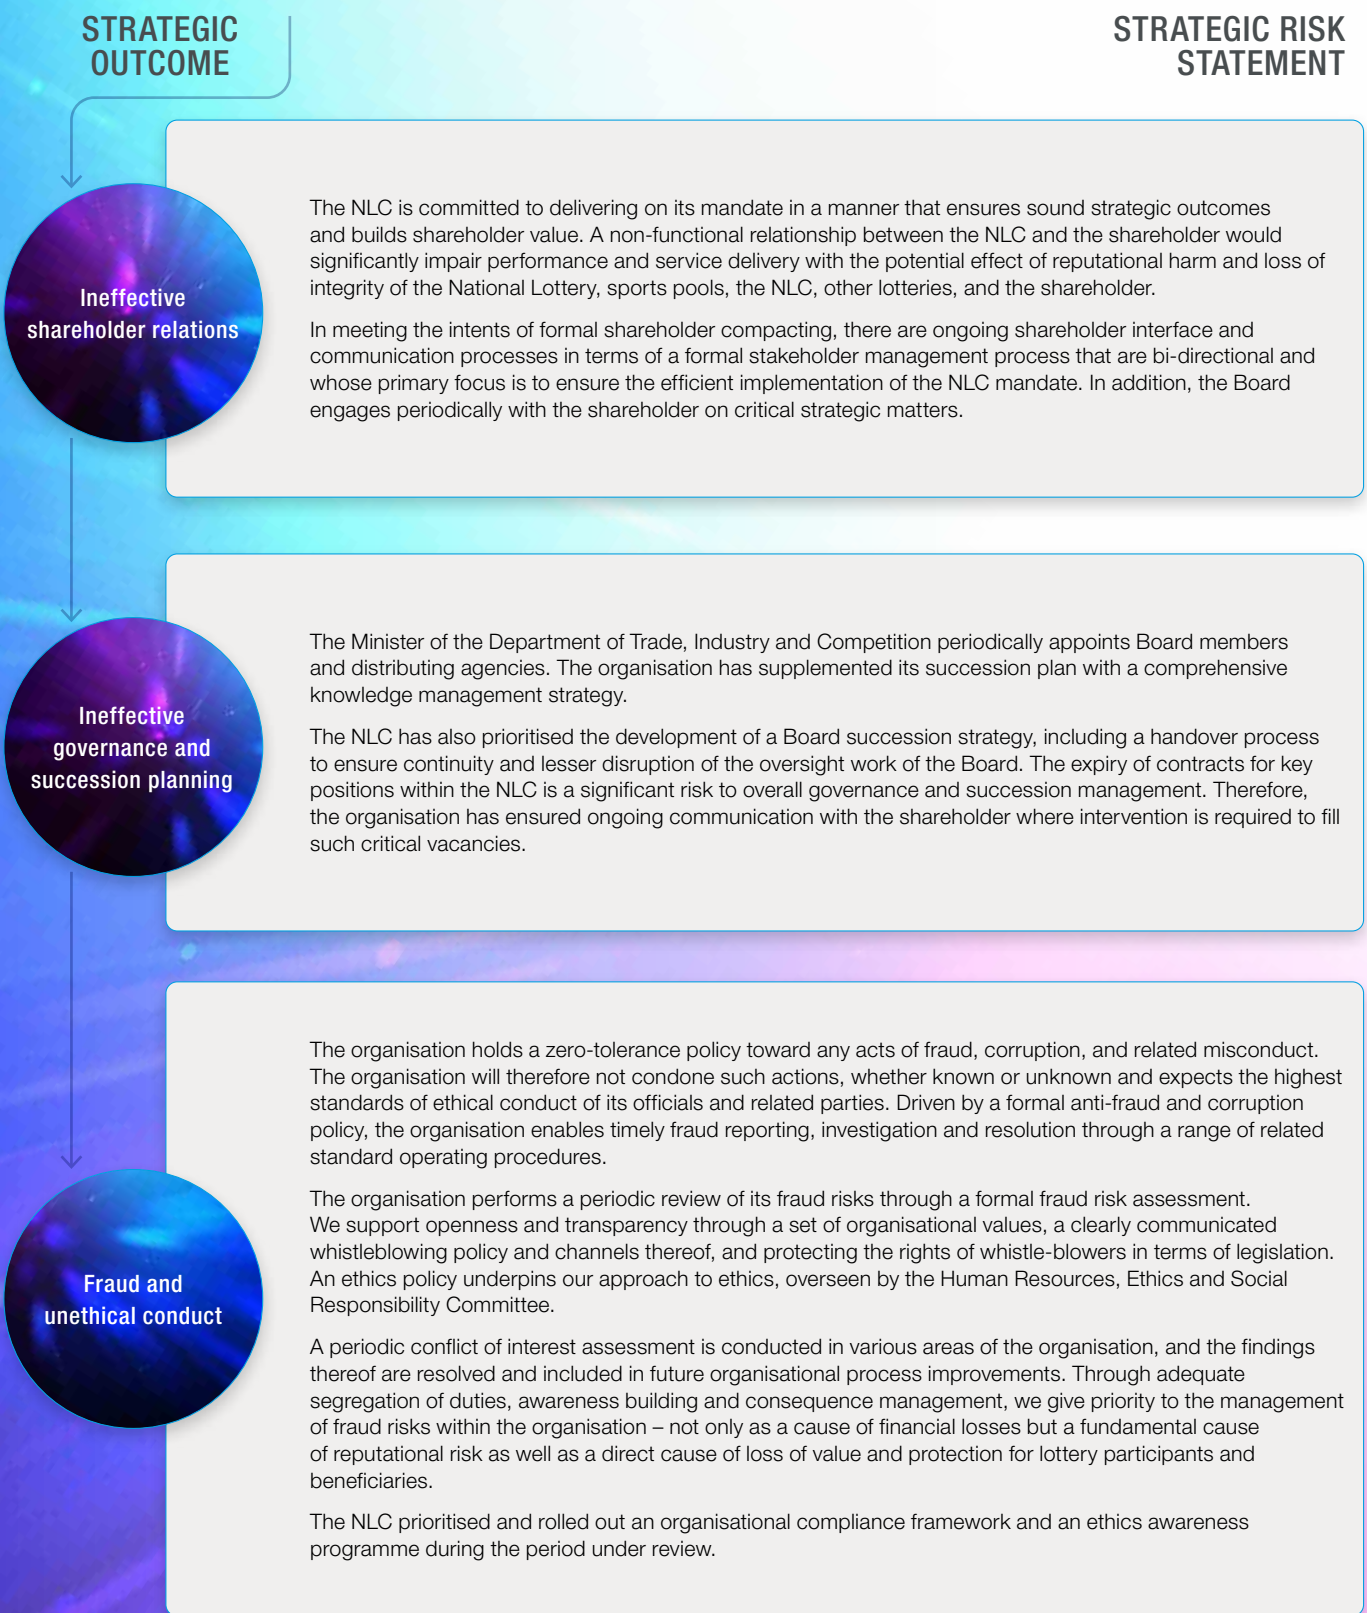 STRATEGIC
OUTCOME
STRATEGIC RISK
STATEMENT
Ineffective
shareholder relations
The NLC is committed to delivering on its mandate in a manner that ensures sound strategic outcomes
and builds shareholder value. A non-functional relationship between the NLC and the shareholder would
significantly impair performance and service delivery with the potential effect of reputational harm and loss of
integrity of the National Lottery, sports pools, the NLC, other lotteries, and the shareholder.
In meeting the intents of formal shareholder compacting, there are ongoing shareholder interface and
communication processes in terms of a formal stakeholder management process that are bi-directional and
whose primary focus is to ensure the efficient implementation of the NLC mandate. In addition, the Board
engages periodically with the shareholder on critical strategic matters.
Ineffective
governance and
succession planning
The Minister of the Department of Trade, Industry and Competition periodically appoints Board members
and distributing agencies. The organisation has supplemented its succession plan with a comprehensive
knowledge management strategy.
The NLC has also prioritised the development of a Board succession strategy, including a handover process
to ensure continuity and lesser disruption of the oversight work of the Board. The expiry of contracts for key
positions within the NLC is a significant risk to overall governance and succession management. Therefore,
the organisation has ensured ongoing communication with the shareholder where intervention is required to fill
such critical vacancies.
Fraud and
unethical conduct
The organisation holds a zero-tolerance policy toward any acts of fraud, corruption, and related misconduct.
The organisation will therefore not condone such actions, whether known or unknown and expects the highest
standards of ethical conduct of its officials and related parties. Driven by a formal anti-fraud and corruption
policy, the organisation enables timely fraud reporting, investigation and resolution through a range of related
standard operating procedures.
The organisation performs a periodic review of its fraud risks through a formal fraud risk assessment.
We support openness and transparency through a set of organisational values, a clearly communicated
whistleblowing policy and channels thereof, and protecting the rights of whistle-blowers in terms of legislation.
An ethics policy underpins our approach to ethics, overseen by the Human Resources, Ethics and Social
Responsibility Committee.
A periodic conflict of interest assessment is conducted in various areas of the organisation, and the findings
thereof are resolved and included in future organisational process improvements. Through adequate
segregation of duties, awareness building and consequence management, we give priority to the management
of fraud risks within the organisation – not only as a cause of financial losses but a fundamental cause
of reputational risk as well as a direct cause of loss of value and protection for lottery participants and
beneficiaries.
The NLC prioritised and rolled out an organisational compliance framework and an ethics awareness
programme during the period under review.